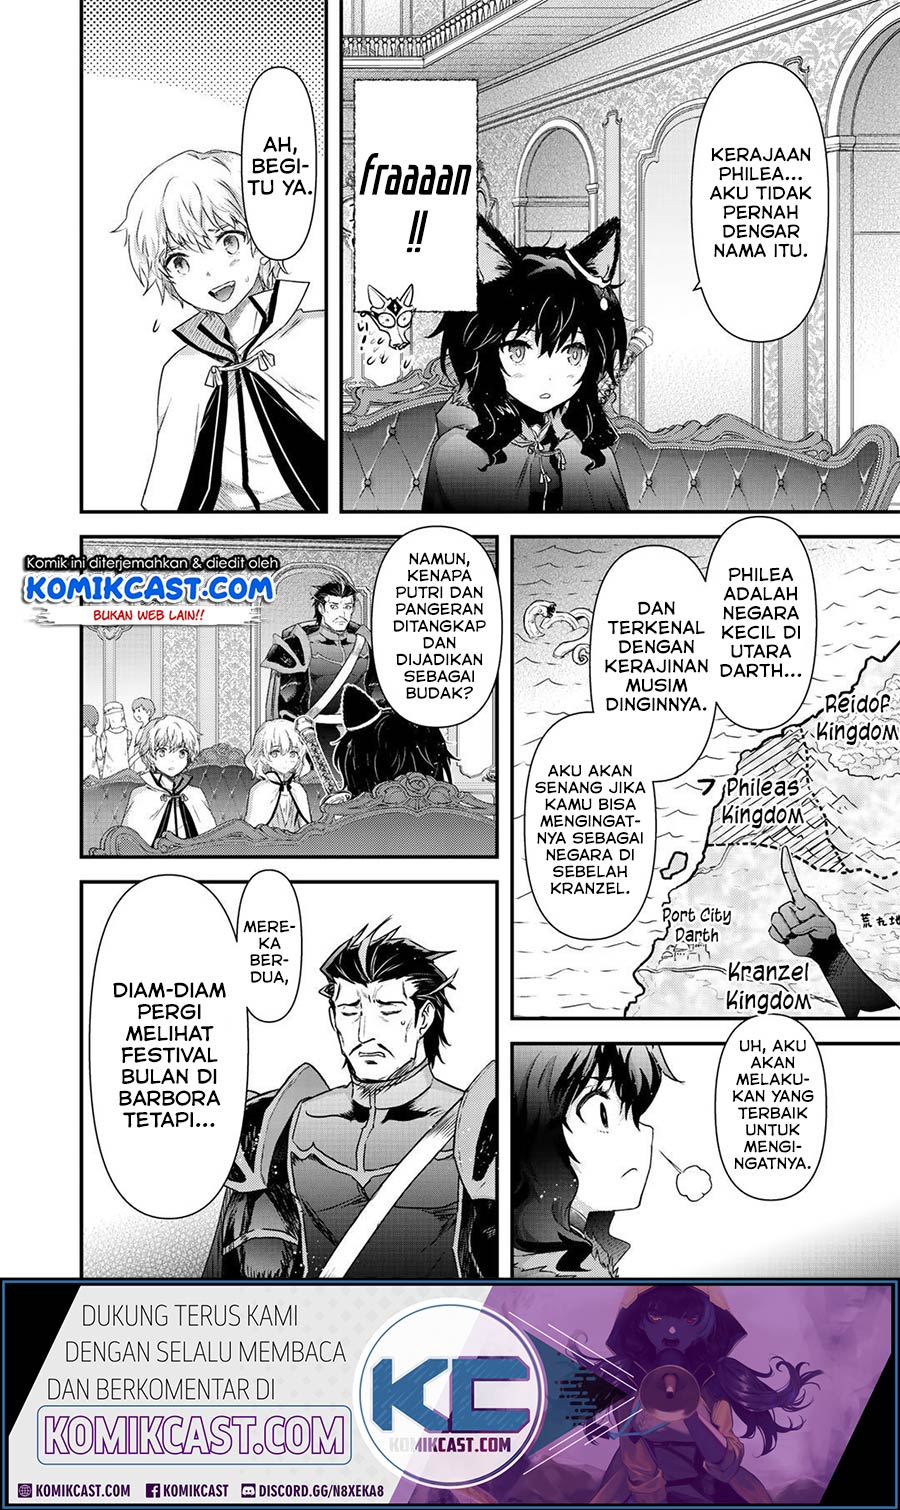 KERAJAAN
PHILEA...
AKU TIDAK
PERNAH
DENGAR
NAMA ITU.
fraaaan
!!
AH,
BEGI-
TU YA.
PHILEA
ADALAH
NEGARA
KECIL DI
UTARA
DARTH...
DAN
TERKENAL
DENGAN
KERAJINAN
MUSIM
DINGINNYA.
AKU AKAN
SENANG JIKA
KAMU BISA
MENGINGAT-
NYA SEBAGAI
NEGARA DI
SEBELAH
KRANZEL.
Reidof
Kingdom
Phileas
Kingdom
Port City
Darth
Kranzel
Kingdom
荒れ地
NAMUN,
KENAPA
PUTRI DAN
PANGERAN
DITANGKAP
DAN
DIJADIKAN
SEBAGAI
BUDAK?
Komik ini diterjemahkan & diedit oleh
KOMIKCAST.COM
BUKAN WEB LAIN!!
UH, AKU
AKAN
MELAKU-
KAN YANG
TERBAIK
UNTUK
MENGI-
NGATNYA.
MERE-
KA
BER-
DUA,
DIAM-DIAM
PERGI
MELIHAT
FESTIVAL
BULAN DI
BARBORA
TETAPI...
DUKUNG TERUS KAMI
DENGAN SELALU MEMBACA
DAN BERKOMENTAR DI
KOMIKCAST.COM
KOMIKCAST.COM
KOMIKCAST
DISCORD.GG/N8XEKA8
KC
KOMIKCAST.COM